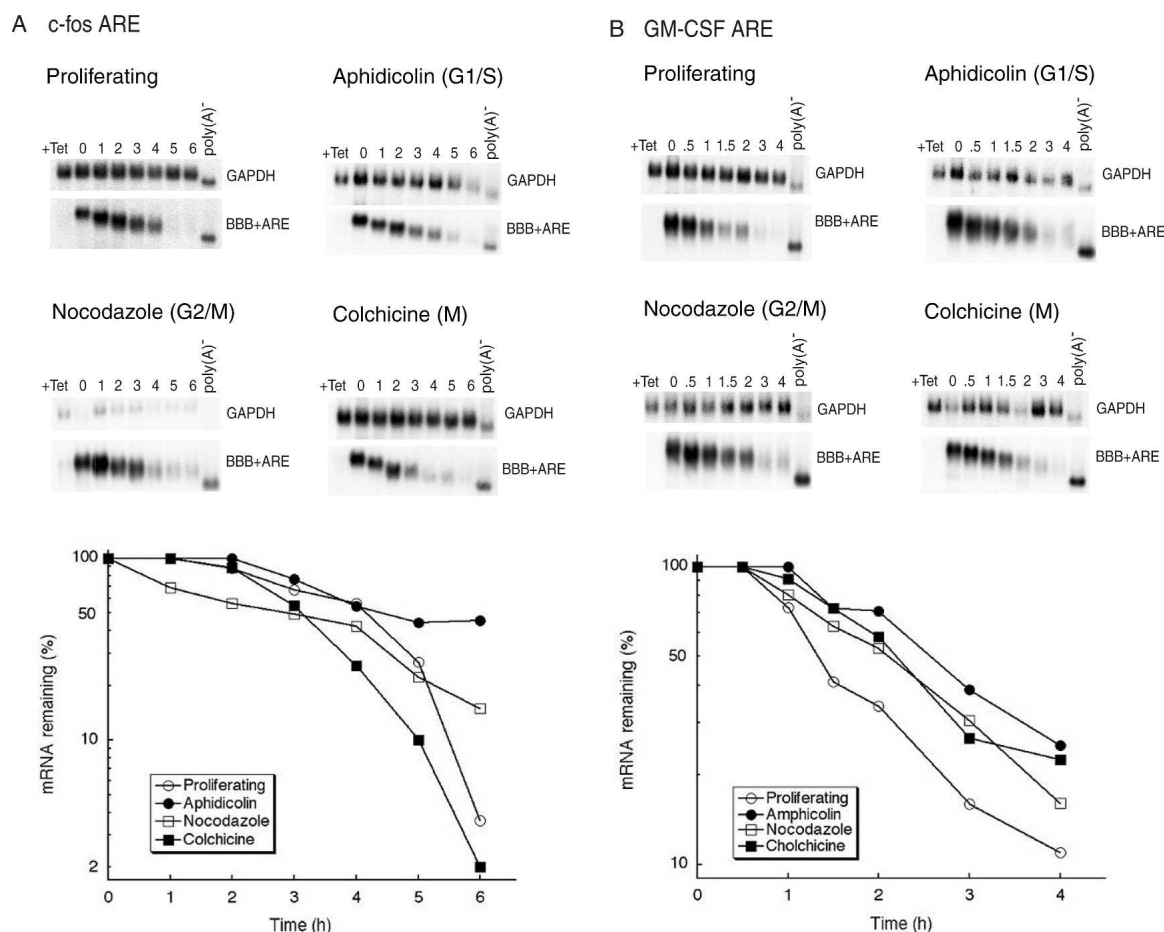 A c-fos ARE
Proliferating
+Tet 0 1 2 3 4 5 6 poly(A)⁻
GAPDH
BBB+ARE
Aphidicolin (G1/S)
+Tet 0 1 2 3 4 5 6 poly(A)⁻
GAPDH
BBB+ARE
Nocodazole (G2/M)
+Tet 0 1 2 3 4 5 6 poly(A)⁻
GAPDH
BBB+ARE
Colchicine (M)
+Tet 0 1 2 3 4 5 6 poly(A)⁻
GAPDH
BBB+ARE
mRNA remaining (%)
100
50
10
2
Proliferating
Aphidicolin
Nocodazole
Colchicine
0 1 2 3 4 5 6
Time (h)
B GM-CSF ARE
Proliferating
+Tet 0 .5 1 1.5 2 3 4 poly(A)⁻
GAPDH
BBB+ARE
Aphidicolin (G1/S)
+Tet 0 .5 1 1.5 2 3 4 poly(A)⁻
GAPDH
BBB+ARE
Nocodazole (G2/M)
+Tet 0 .5 1 1.5 2 3 4 poly(A)⁻
GAPDH
BBB+ARE
Colchicine (M)
+Tet 0 .5 1 1.5 2 3 4 poly(A)⁻
GAPDH
BBB+ARE
mRNA remaining (%)
100
50
10
Proliferating
Amphicolin
Nocodazole
Cholchicine
0 1 2 3 4
Time (h)